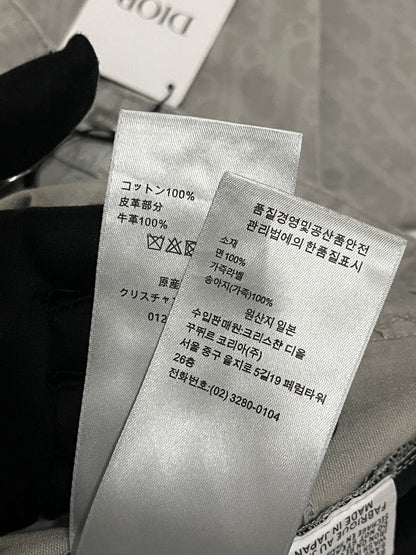 DIOR
コットン100%
皮革部分
牛革100%
原産
クリスチャン
012
품질경영및공산품안전
관리법에의한품질표시
소재
면100%
가죽라벨
송아지(가죽)100%
원산지 일본
수입판매원:크리스챤 디올
꾸뛰르 코리아(주)
서울 중구 을지로 5길19 페럼타워
26층
전화번호.(02) 3280-0104
FABRIQUÉ AU
MADE IN JAPAN